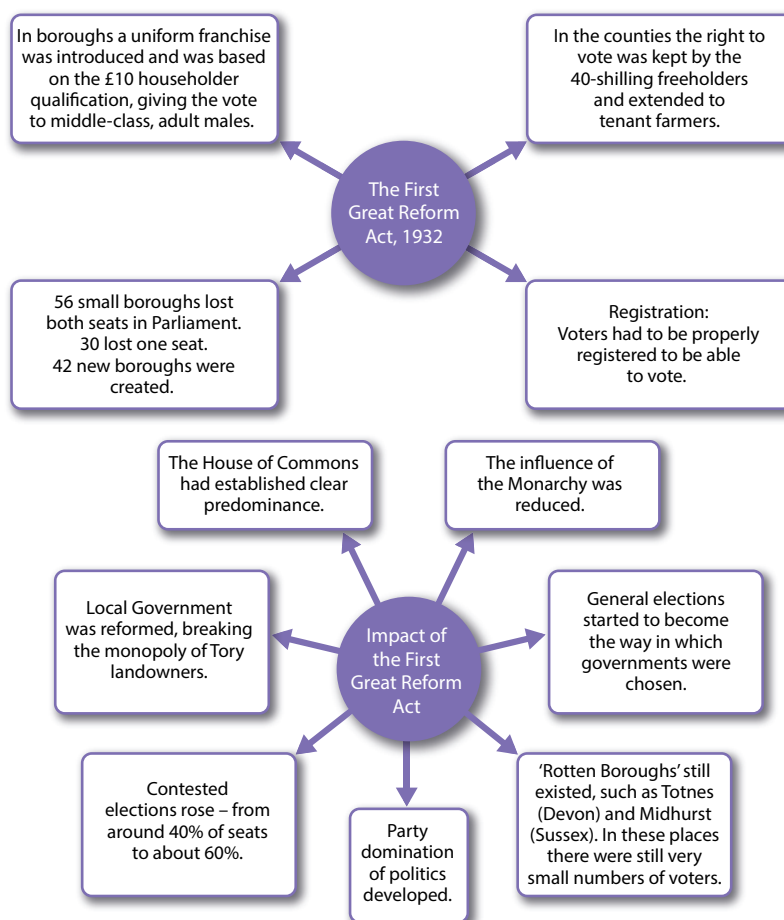 In boroughs a uniform franchise
was introduced and was based
on the £10 householder
qualification, giving the vote
to middle-class, adult males.
In the counties the right to
vote was kept by the
40-shilling freeholders
and extended to
tenant farmers.
The First
Great Reform
Act, 1932
56 small boroughs lost
both seats in Parliament.
30 lost one seat.
42 new boroughs were
created.
Registration:
Voters had to be properly
registered to be able
to vote.
The House of Commons
had established clear
predominance.
The influence of
the Monarchy was
reduced.
Local Government
was reformed, breaking
the monopoly of Tory
landowners.
Impact of
the First
Great Reform
Act
General elections
started to become
the way in which
governments were
chosen.
Contested
elections rose – from
around 40% of seats
to about 60%.
Party
domination
of politics
developed.
‘Rotten Boroughs’ still
existed, such as Totnes
(Devon) and Midhurst
(Sussex). In these places
there were still very
small numbers of voters.